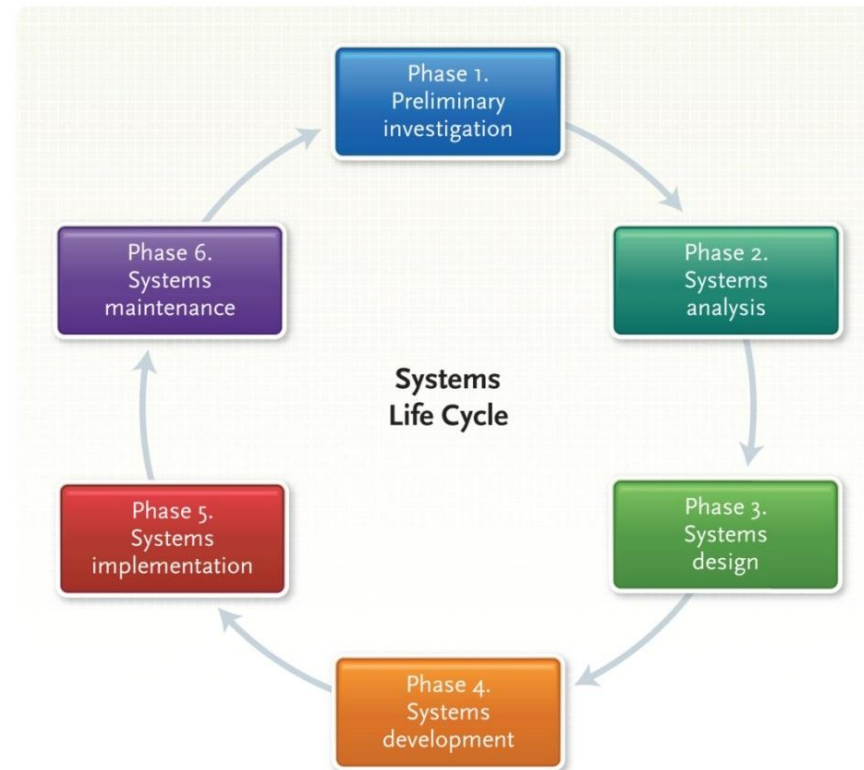 Phase 1.
Preliminary
investigation
Phase 2.
Systems
analysis
Phase 3.
Systems
design
Phase 4.
Systems
development
Phase 5.
Systems
implementation
Phase 6.
Systems
maintenance
Systems
Life Cycle